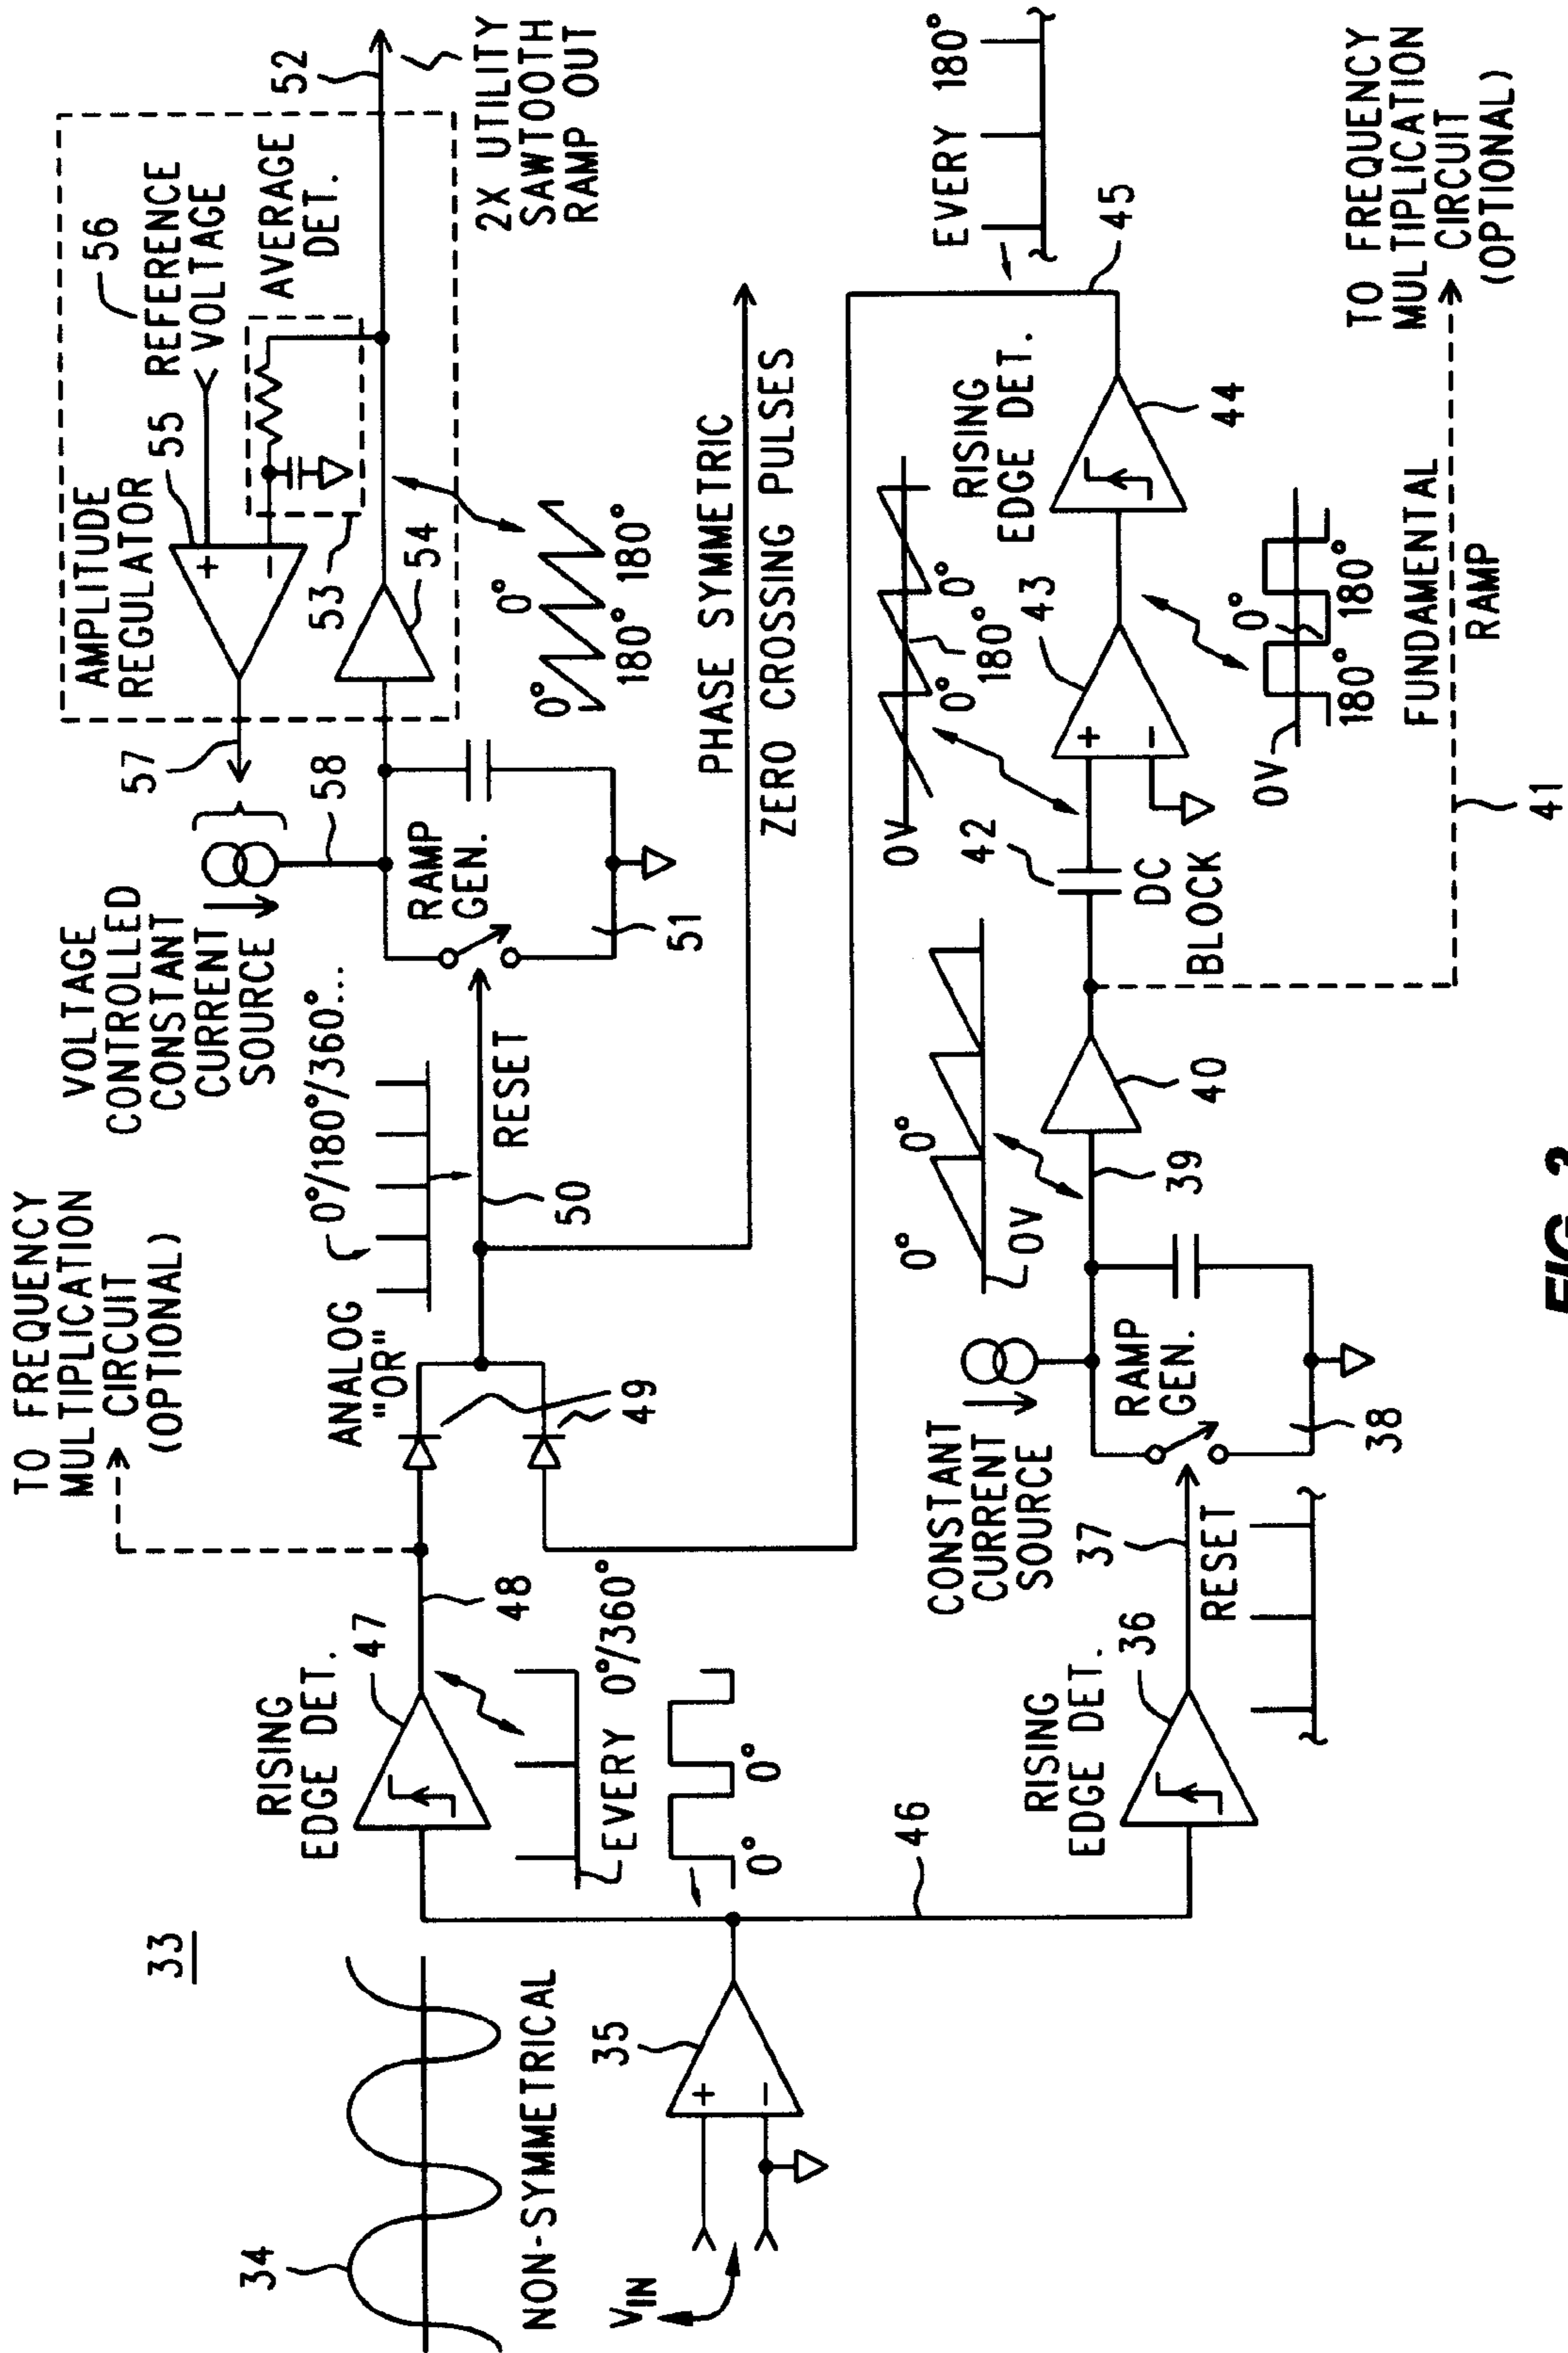 33
34
NON-SYMMETRICAL
VIN
35
+
−
46
RISING
EDGE DET.
47
48
EVERY 0°/360°
0°
0°
TO FREQUENCY
MULTIPLICATION
CIRCUIT
(OPTIONAL)
ANALOG
"OR"
49
0°/180°/360°...
50
RESET
VOLTAGE
CONTROLLED
CONSTANT
CURRENT
SOURCE
RAMP
GEN.
51
58
57
AMPLITUDE
REGULATOR
55
+
−
56
REFERENCE
VOLTAGE
AVERAGE
DET.
53
54
52
2X UTILITY
SAWTOOTH
RAMP OUT
0°
0°
180°
180°
PHASE SYMMETRIC
ZERO CROSSING PULSES
RISING
EDGE DET.
36
37
RESET
CONSTANT
CURRENT
SOURCE
RAMP
GEN.
38
0°
0°
0V
39
40
42
DC
BLOCK
0V
0°
180°
0°
43
+
−
0V
180°
0°
180°
RISING
EDGE DET.
44
45
EVERY 180°
FUNDAMENTAL
RAMP
41
TO FREQUENCY
MULTIPLICATION
CIRCUIT
(OPTIONAL)